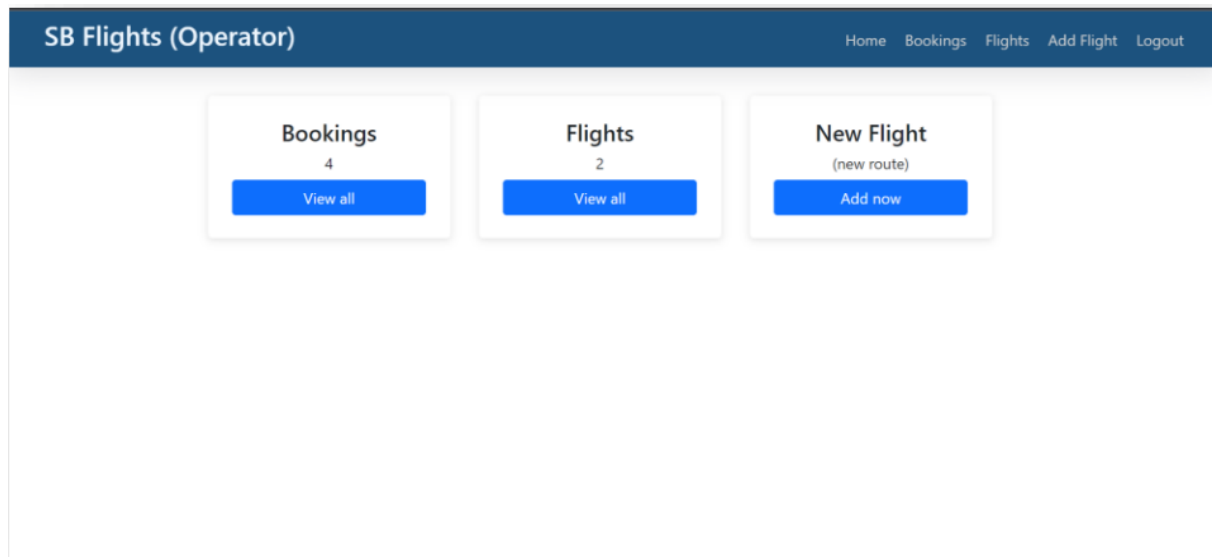 SB Flights (Operator)
Home Bookings Flights Add Flight Logout
Bookings
4
View all
Flights
2
View all
New Flight
(new route)
Add now